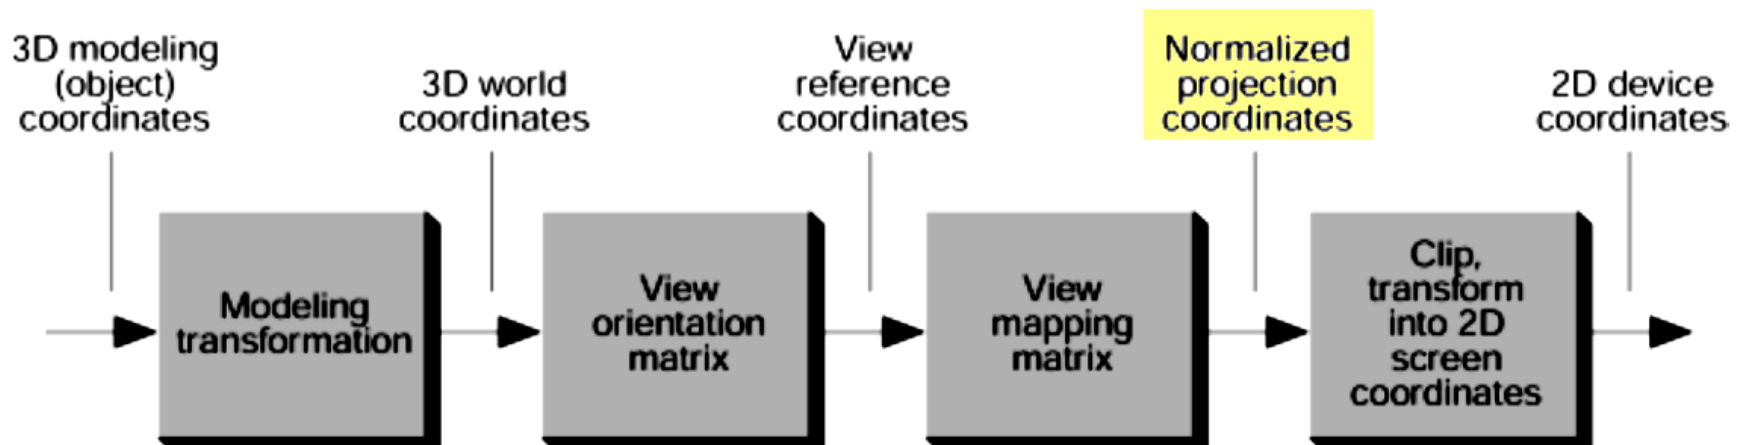 3D modeling
(object)
coordinates
3D world
coordinates
View
reference
coordinates
Normalized
projection
coordinates
2D device
coordinates
Modeling
transformation
View
orientation
matrix
View
mapping
matrix
Clip,
transform
into 2D
screen
coordinates